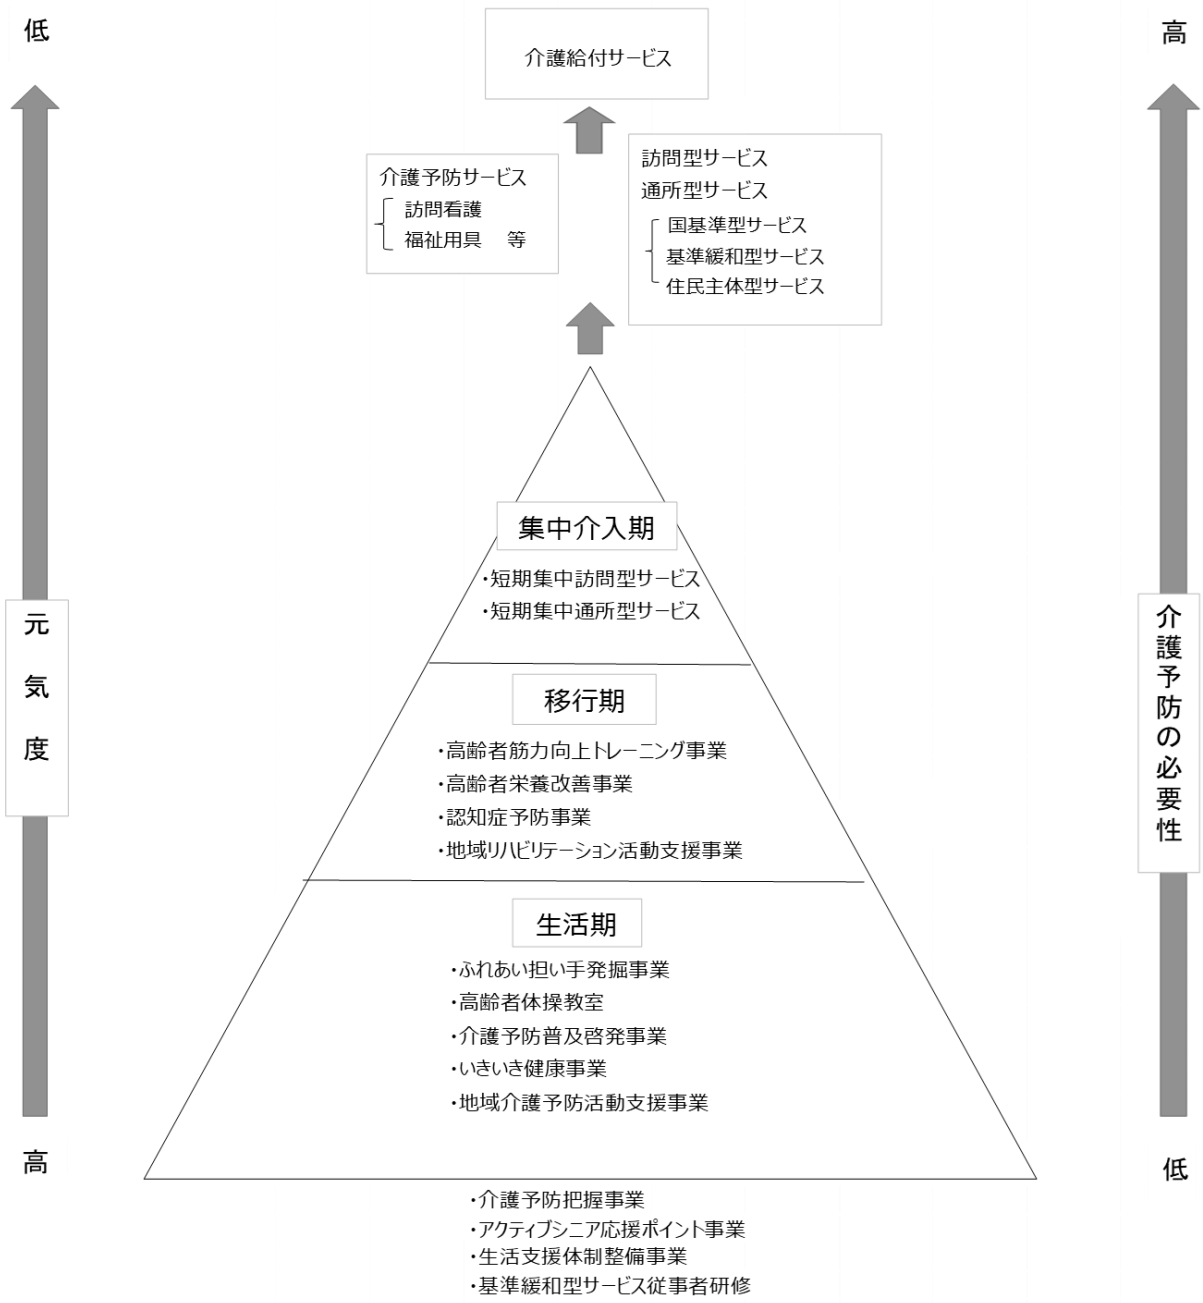 低
高
介護給付サービス
介護予防サービス
訪問看護
福祉用具 等
訪問型サービス
通所型サービス
国基準型サービス
基準緩和型サービス
住民主体型サービス
集中介入期
・短期集中訪問型サービス
・短期集中通所型サービス
元気度
介護予防の必要性
移行期
・高齢者筋力向上トレーニング事業
・高齢者栄養改善事業
・認知症予防事業
・地域リハビリテーション活動支援事業
生活期
・ふれあい担い手発掘事業
・高齢者体操教室
・介護予防普及啓発事業
・いきいき健康事業
・地域介護予防活動支援事業
高
低
・介護予防把握事業
・アクティブシニア応援ポイント事業
・生活支援体制整備事業
・基準緩和型サービス従事者研修